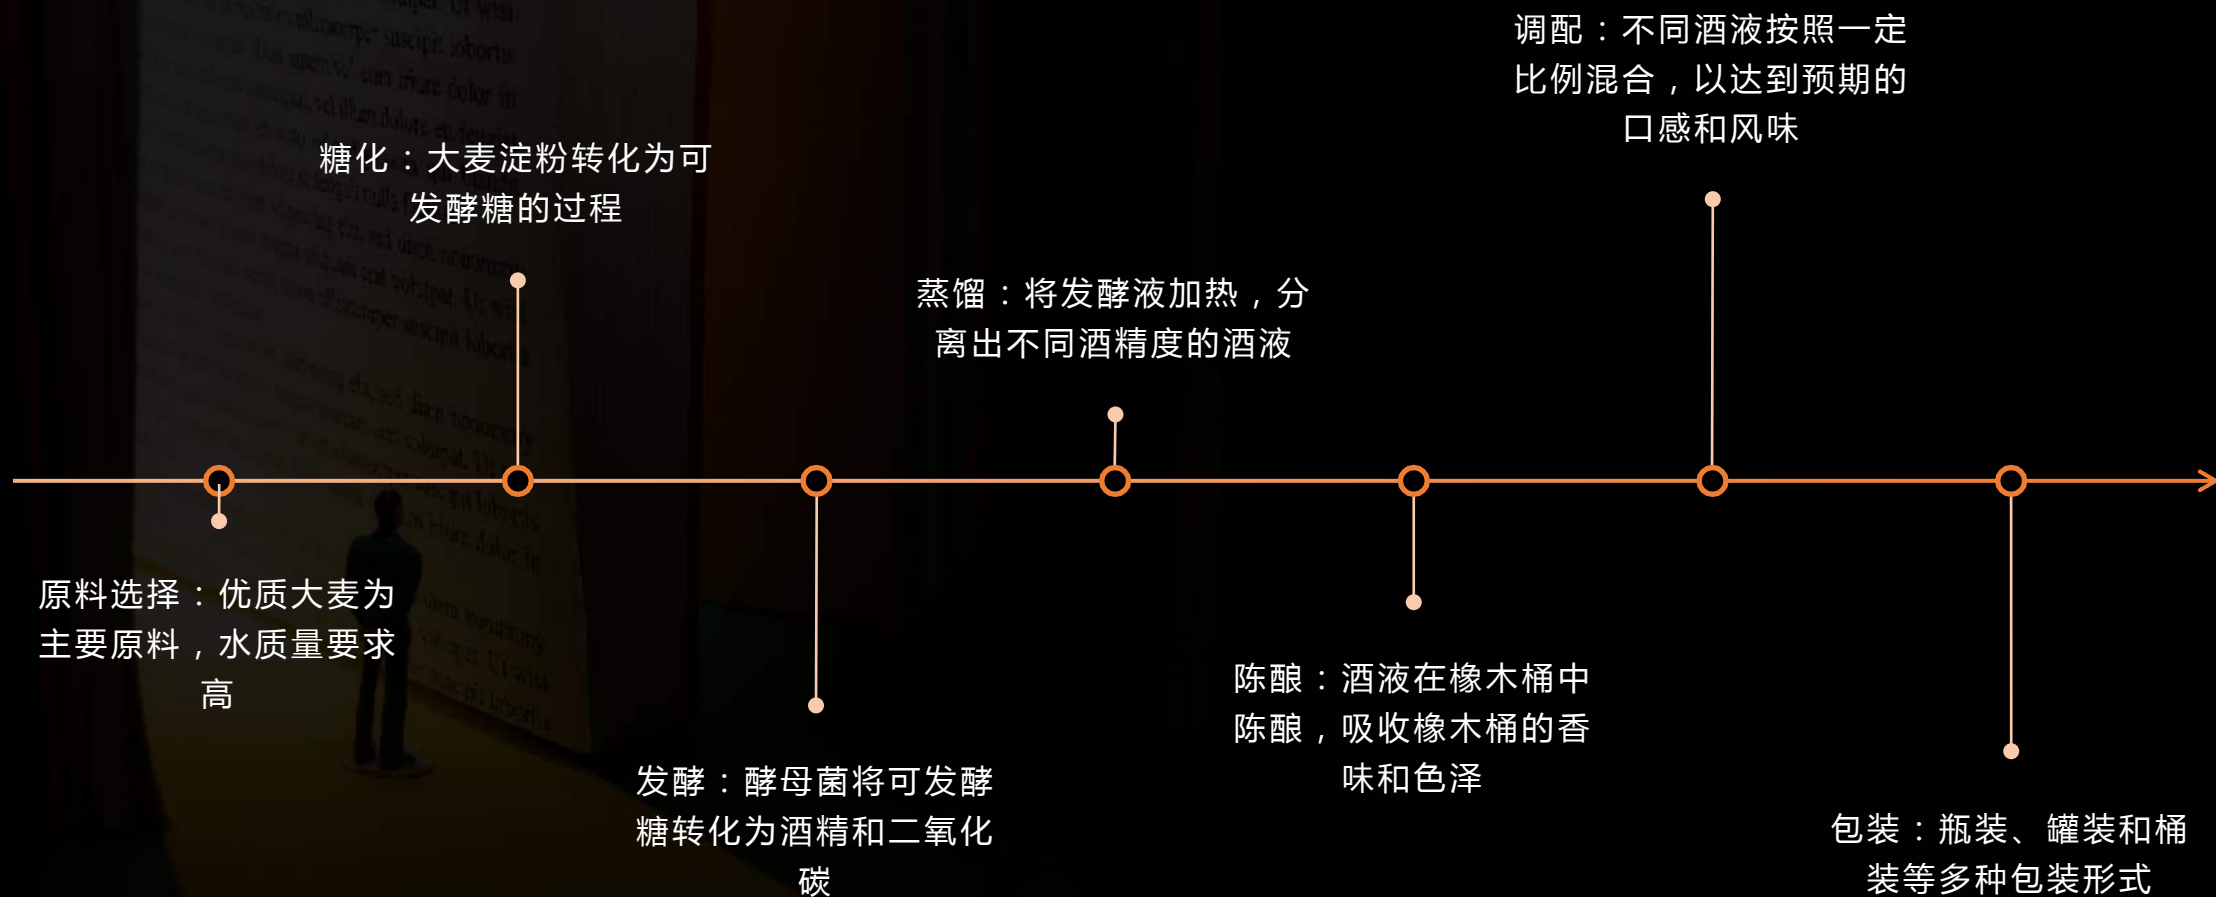 原料选择：优质大麦为
主要原料，水质量要求
高
糖化：大麦淀粉转化为可
发酵糖的过程
发酵：酵母菌将可发酵
糖转化为酒精和二氧化
碳
蒸馏：将发酵液加热，分
离出不同酒精度的酒液
陈酿：酒液在橡木桶中
陈酿，吸收橡木桶的香
味和色泽
调配：不同酒液按照一定
比例混合，以达到预期的
口感和风味
包装：瓶装、罐装和桶
装等多种包装形式